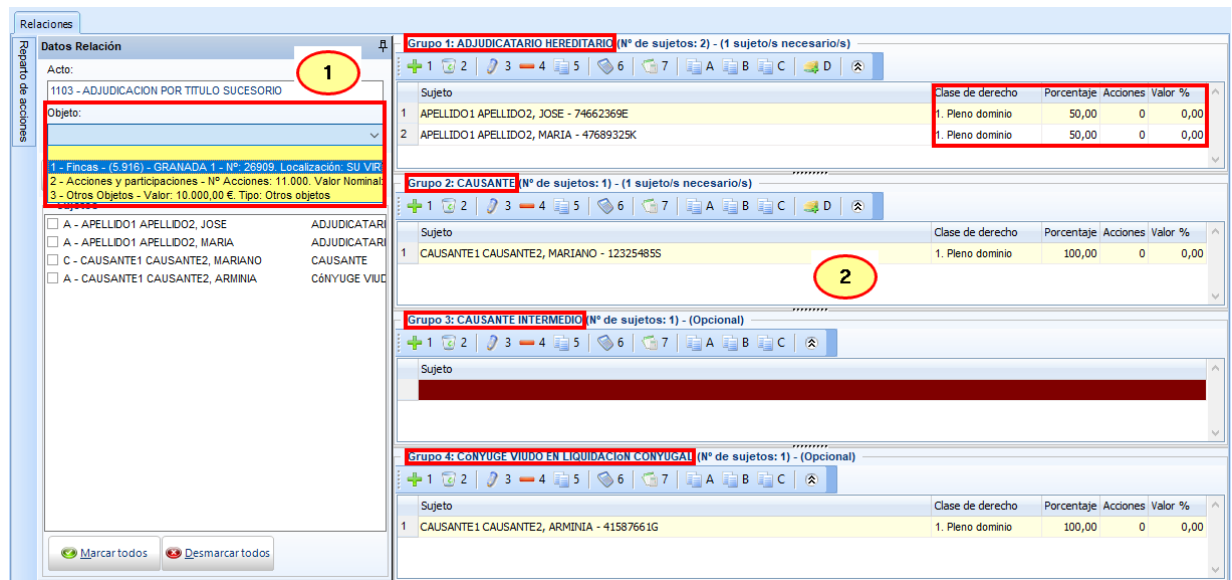 Relaciones
Reparto de acciones
Datos Relación
1
Acto:
1103 - ADJUDICACION POR TITULO SUCESORIO
Objeto:
1 - Fincas - (5.916) - GRANADA 1 - Nº: 26909. Localización: SU VIR
2 - Acciones y participaciones - Nº Acciones: 11.000. Valor Nominal:
3 - Otros Objetos - Valor: 10.000,00 €. Tipo: Otros objetos
Sujetos
A - APELLIDO1 APELLIDO2, JOSE ADJUDICATARI
A - APELLIDO1 APELLIDO2, MARIA ADJUDICATARI
C - CAUSANTE1 CAUSANTE2, MARIANO CAUSANTE
A - CAUSANTE1 CAUSANTE2, ARMINIA CóNYUGE VIUD
Marcar todos Desmarcar todos
Grupo 1: ADJUDICATARIO HEREDITARIO (Nº de sujetos: 2) - (1 sujeto/s necesario/s)
1 2 3 4 5 6 7 A B C D
Sujeto Clase de derecho Porcentaje Acciones Valor %
1 APELLIDO1 APELLIDO2, JOSE - 74662369E 1. Pleno dominio 50,00 0 0,00
2 APELLIDO1 APELLIDO2, MARIA - 47689325K 1. Pleno dominio 50,00 0 0,00
Grupo 2: CAUSANTE (Nº de sujetos: 1) - (1 sujeto/s necesario/s)
1 2 3 4 5 6 7 A B C D
Sujeto Clase de derecho Porcentaje Acciones Valor %
1 CAUSANTE1 CAUSANTE2, MARIANO - 12325485S 1. Pleno dominio 100,00 0 0,00
2
Grupo 3: CAUSANTE INTERMEDIO (Nº de sujetos: 1) - (Opcional)
1 2 3 4 5 6 7 A B C
Sujeto
Grupo 4: CóNYUGE VIUDO EN LIQUIDACIóN CONYUGAL (Nº de sujetos: 1) - (Opcional)
1 2 3 4 5 6 7 A B C
Sujeto Clase de derecho Porcentaje Acciones Valor %
1 CAUSANTE1 CAUSANTE2, ARMINIA - 41587661G 1. Pleno dominio 100,00 0 0,00